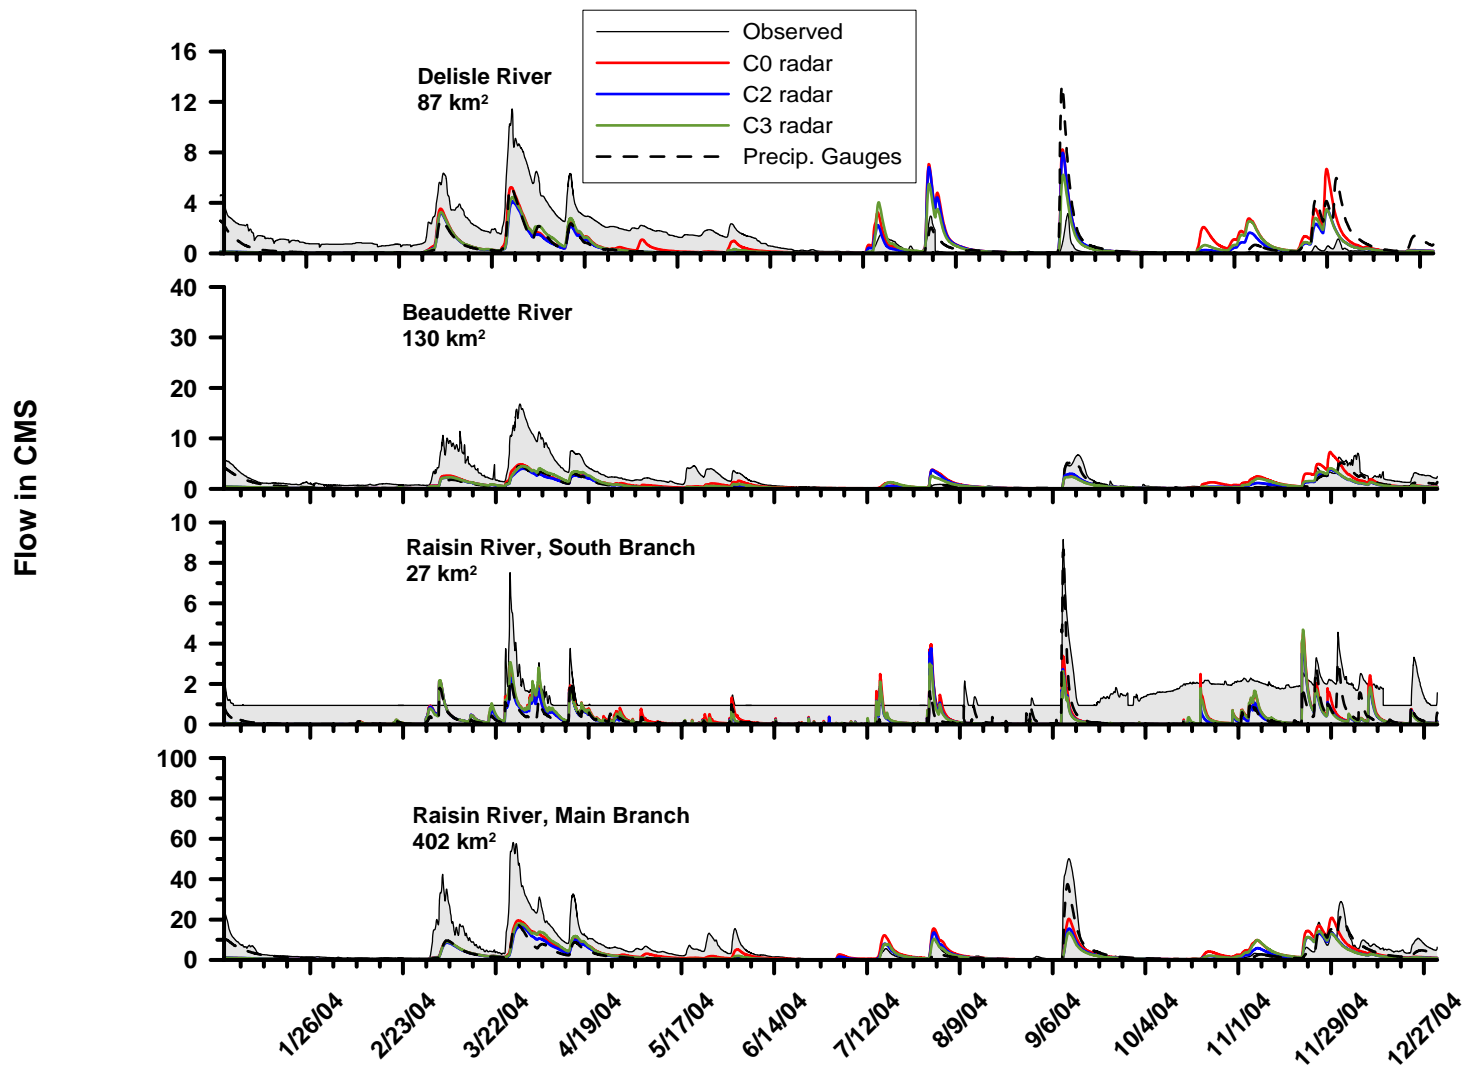 Observed
C0 radar
C2 radar
C3 radar
Precip. Gauges
Flow in CMS
Delisle River
87 km²
16
12
8
4
0
Beaudette River
130 km²
40
30
20
10
0
Raisin River, South Branch
27 km²
10
8
6
4
2
0
Raisin River, Main Branch
402 km²
100
80
60
40
20
0
1/26/04
2/23/04
3/22/04
4/19/04
5/17/04
6/14/04
7/12/04
8/9/04
9/6/04
10/4/04
11/1/04
11/29/04
12/27/04